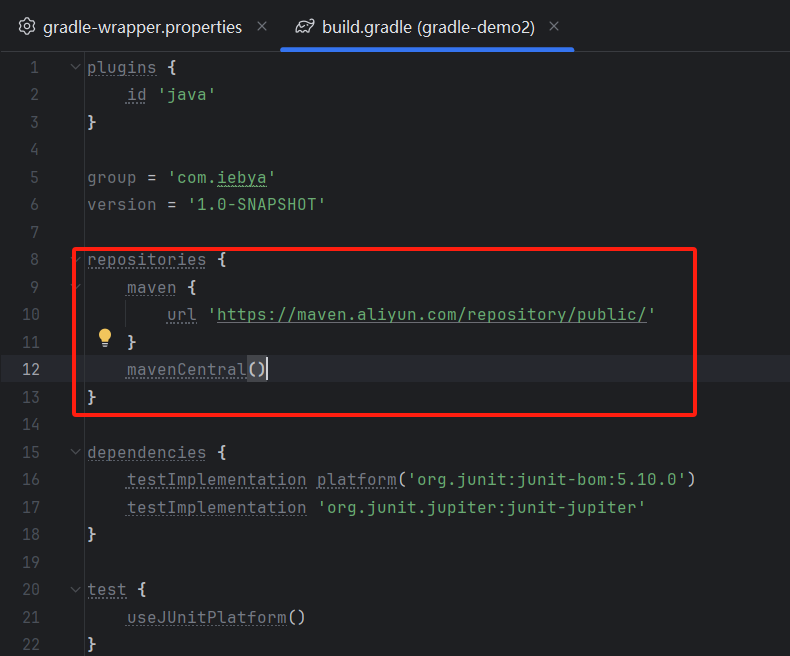 gradle-wrapper.properties × build.gradle (gradle-demo2) ×
1 plugins {
2 id 'java'
3 }
4
5 group = 'com.iebya'
6 version = '1.0-SNAPSHOT'
7
8 repositories {
9 maven {
10 url 'https://maven.aliyun.com/repository/public/'
11 }
12 mavenCentral()
13 }
14
15 dependencies {
16 testImplementation platform('org.junit:junit-bom:5.10.0')
17 testImplementation 'org.junit.jupiter:junit-jupiter'
18 }
19
20 test {
21 useJUnitPlatform()
22 }